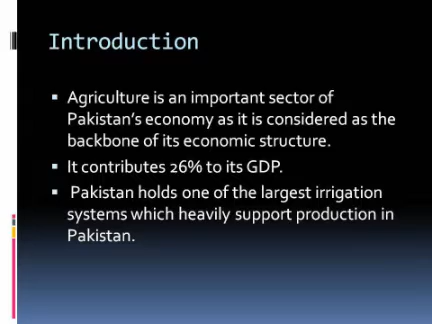 Introduction
▪ Agriculture is an important sector of
Pakistan’s economy as it is considered as the
backbone of its economic structure.
▪ It contributes 26% to its GDP.
▪ Pakistan holds one of the largest irrigation
systems which heavily support production in
Pakistan.